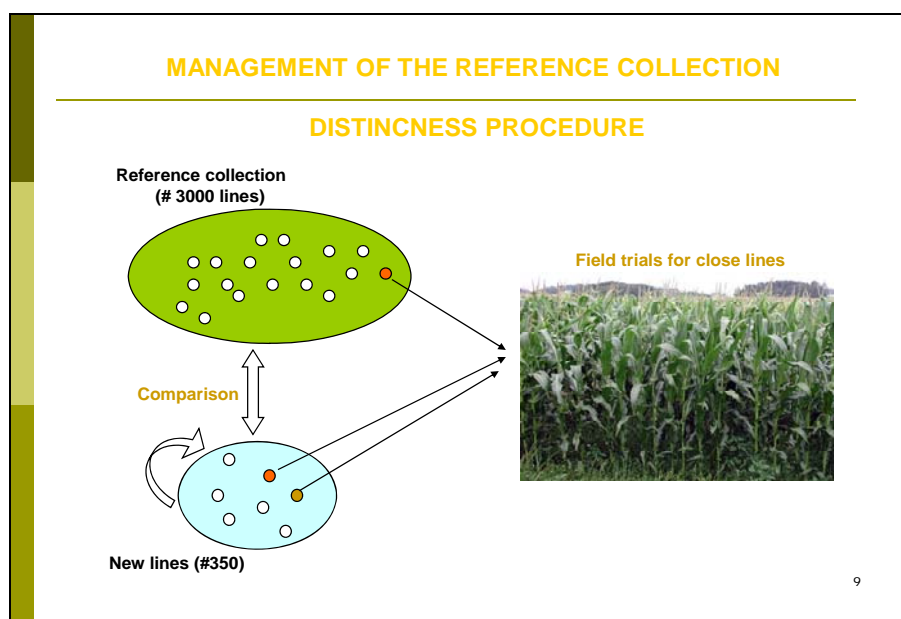 MANAGEMENT OF THE REFERENCE COLLECTION
DISTINCNESS PROCEDURE
Reference collection
(# 3000 lines)
Field trials for close lines
Comparison
New lines (#350)
9